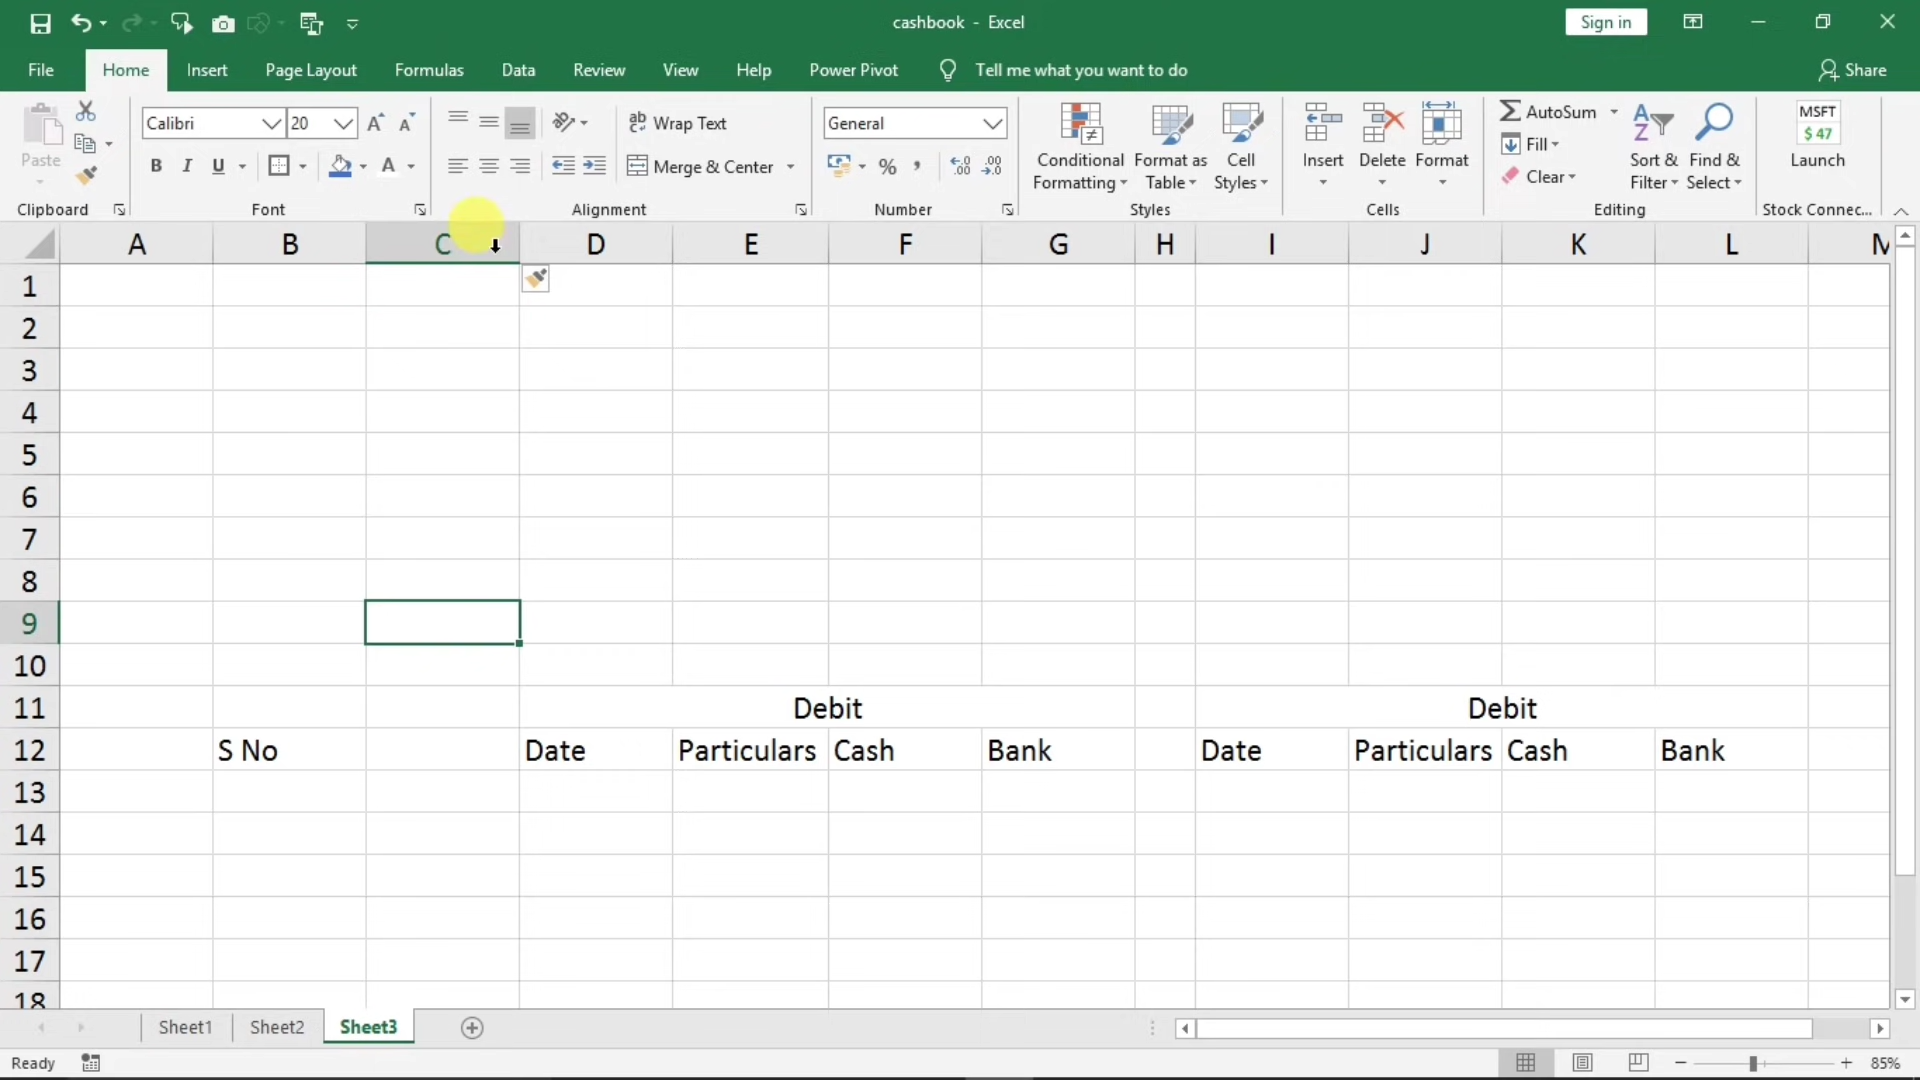 cashbook - Excel
Sign in
File Home Insert Page Layout Formulas Data Review View Help Power Pivot Tell me what you want to do Share
Paste
Clipboard
Calibri 20
B I U A
Font
Wrap Text
Merge & Center
Alignment
General
%
Number
Conditional Formatting
Format as Table
Cell Styles
Styles
Insert Delete Format
Cells
AutoSum
Fill
Clear
Sort & Filter
Find & Select
Editing
MSFT
$ 47
Launch
Stock Connec...
A B C D E F G H I J K L M
1
2
3
4
5
6
7
8
9
10
11 Debit Debit
12 S No Date Particulars Cash Bank Date Particulars Cash Bank
13
14
15
16
17
18
Sheet1 Sheet2 Sheet3
Ready 85%